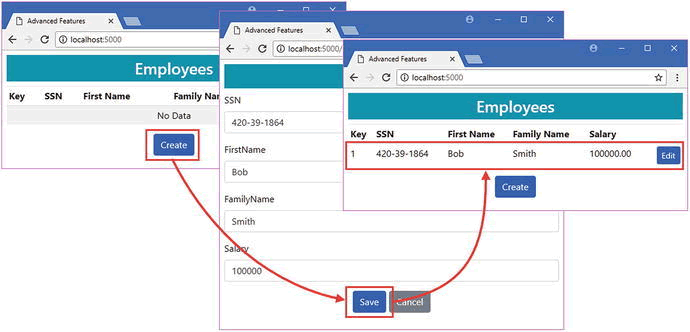 Advanced Features
localhost:5000
Employees
Key SSN First Name Family Na
No Data
Create
Advanced Features
localhost:5000/
SSN
420-39-1864
FirstName
Bob
FamilyName
Smith
Salary
100000
Save Cancel
Advanced Features
localhost:5000
Employees
Key SSN First Name Family Name Salary
1 420-39-1864 Bob Smith 100000.00 Edit
Create